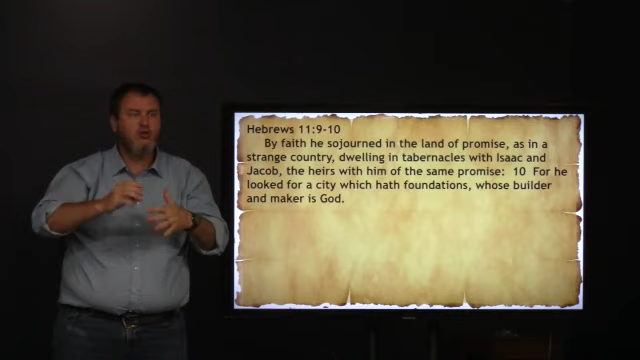 Hebrews 11:9-10
By faith he sojourned in the land of promise, as in a
strange country, dwelling in tabernacles with Isaac and
Jacob, the heirs with him of the same promise:  10  For he
looked for a city which hath foundations, whose builder
and maker is God.